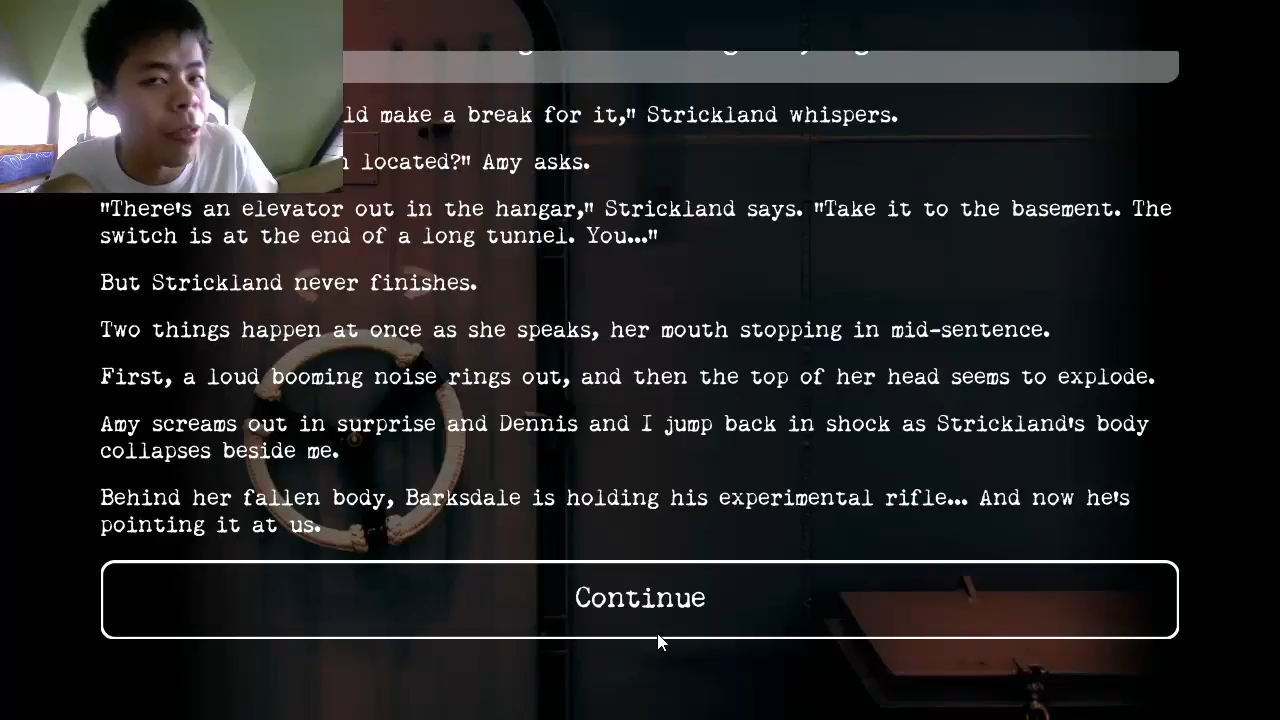 ld make a break for it," Strickland whispers.
located?" Amy asks.
"There's an elevator out in the hangar," Strickland says. "Take it to the basement. The
switch is at the end of a long tunnel. You..."
But Strickland never finishes.
Two things happen at once as she speaks, her mouth stopping in mid-sentence.
First, a loud booming noise rings out, and then the top of her head seems to explode.
Amy screams out in surprise and Dennis and I jump back in shock as Strickland's body
collapses beside me.
Behind her fallen body, Barksdale is holding his experimental rifle... And now he's
pointing it at us.
Continue